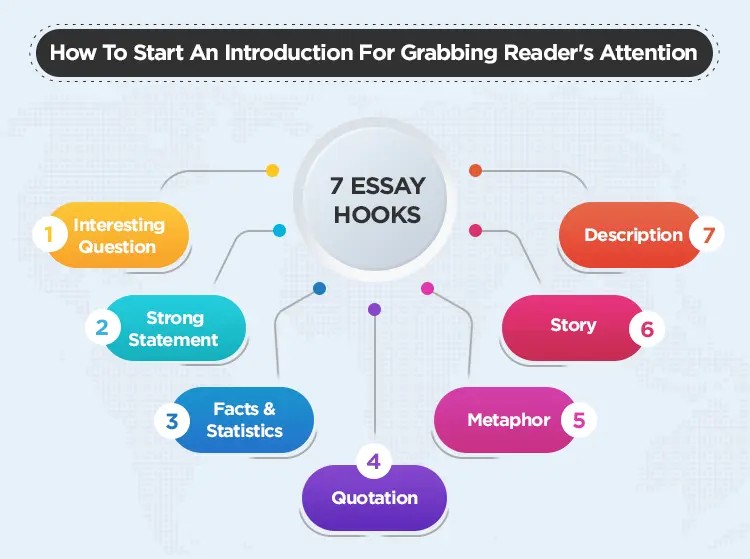 How To Start An Introduction For Grabbing Reader's Attention
7 ESSAY
HOOKS
1
Interesting
Question
2
Strong
Statement
3
Facts &
Statistics
4
Quotation
Metaphor
5
Story
6
Description
7